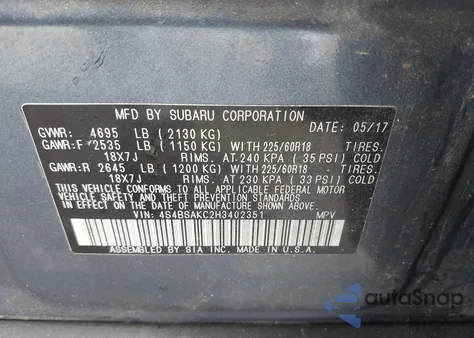 MFD BY SUBARU CORPORATION
GVWR: 4695 LB (2130 KG) DATE: 05/17
GAWR:F 2535 LB (1150 KG) WITH 225/60R18 TIRES.
18X7J RIMS. AT 240 KPA (35 PSI) COLD
GAWR:R 2645 LB (1200 KG) WITH 225/60R18 TIRES.
18X7J RIMS. AT 230 KPA (33 PSI) COLD
THIS VEHICLE CONFORMS TO ALL APPLICABLE FEDERAL MOTOR
VEHICLE SAFETY BUMPER AND THEFT PREVENTION STANDARDS
IN EFFECT ON THE DATE OF MANUFACTURE SHOWN ABOVE.
VIN: 4S4BSAKC2H3402351 MPV
ASSEMBLED BY SIA INC. MADE IN U.S.A.
autoSnap